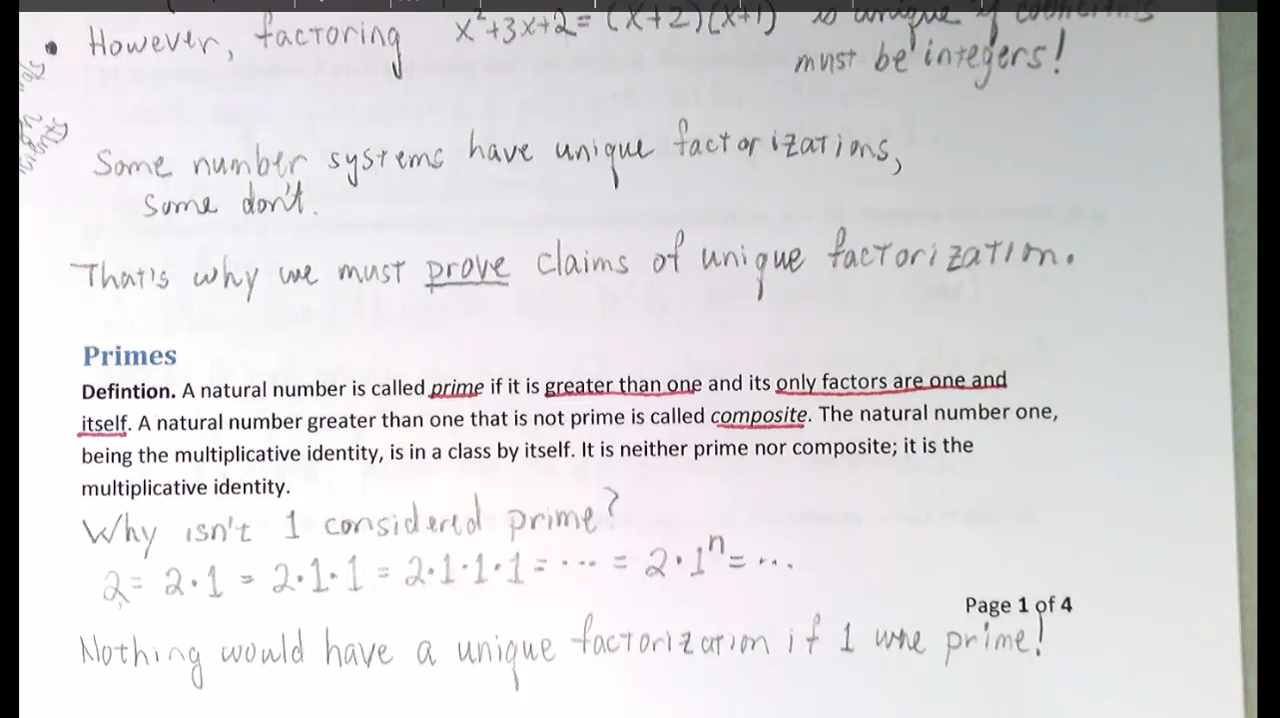 • However, factoring x²+3x+2 = (x+2)(x+1) is unique if
must be integers!
Some number systems have unique factorizations,
some don't.
That's why we must prove claims of unique factorization.
Primes
Defintion. A natural number is called prime if it is greater than one and its only factors are one and
itself. A natural number greater than one that is not prime is called composite. The natural number one,
being the multiplicative identity, is in a class by itself. It is neither prime nor composite; it is the
multiplicative identity.
Why isn't 1 considered prime?
2 = 2·1 = 2·1·1 = 2·1·1·1 = ··· = 2·1ⁿ = ···
Page 1 of 4
Nothing would have a unique factorization if 1 were prime!